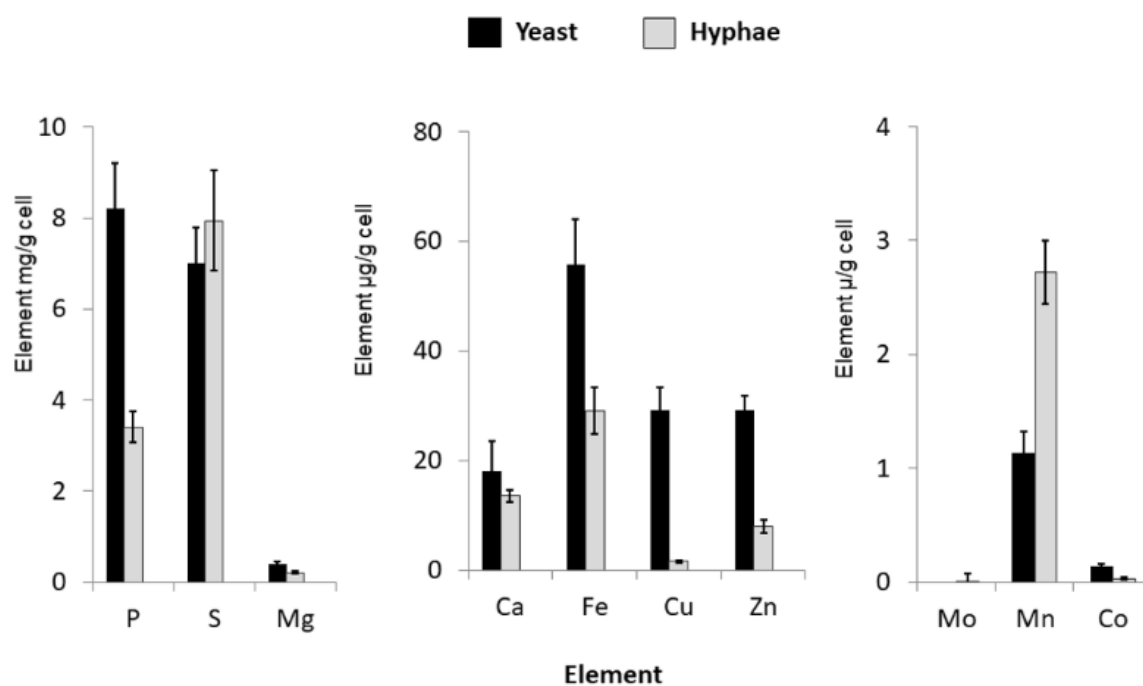 Yeast Hyphae
Element mg/g cell
10
8
6
4
2
0
P S Mg
Element µg/g cell
80
60
40
20
0
Ca Fe Cu Zn
Element µ/g cell
4
3
2
1
0
Mo Mn Co
Element